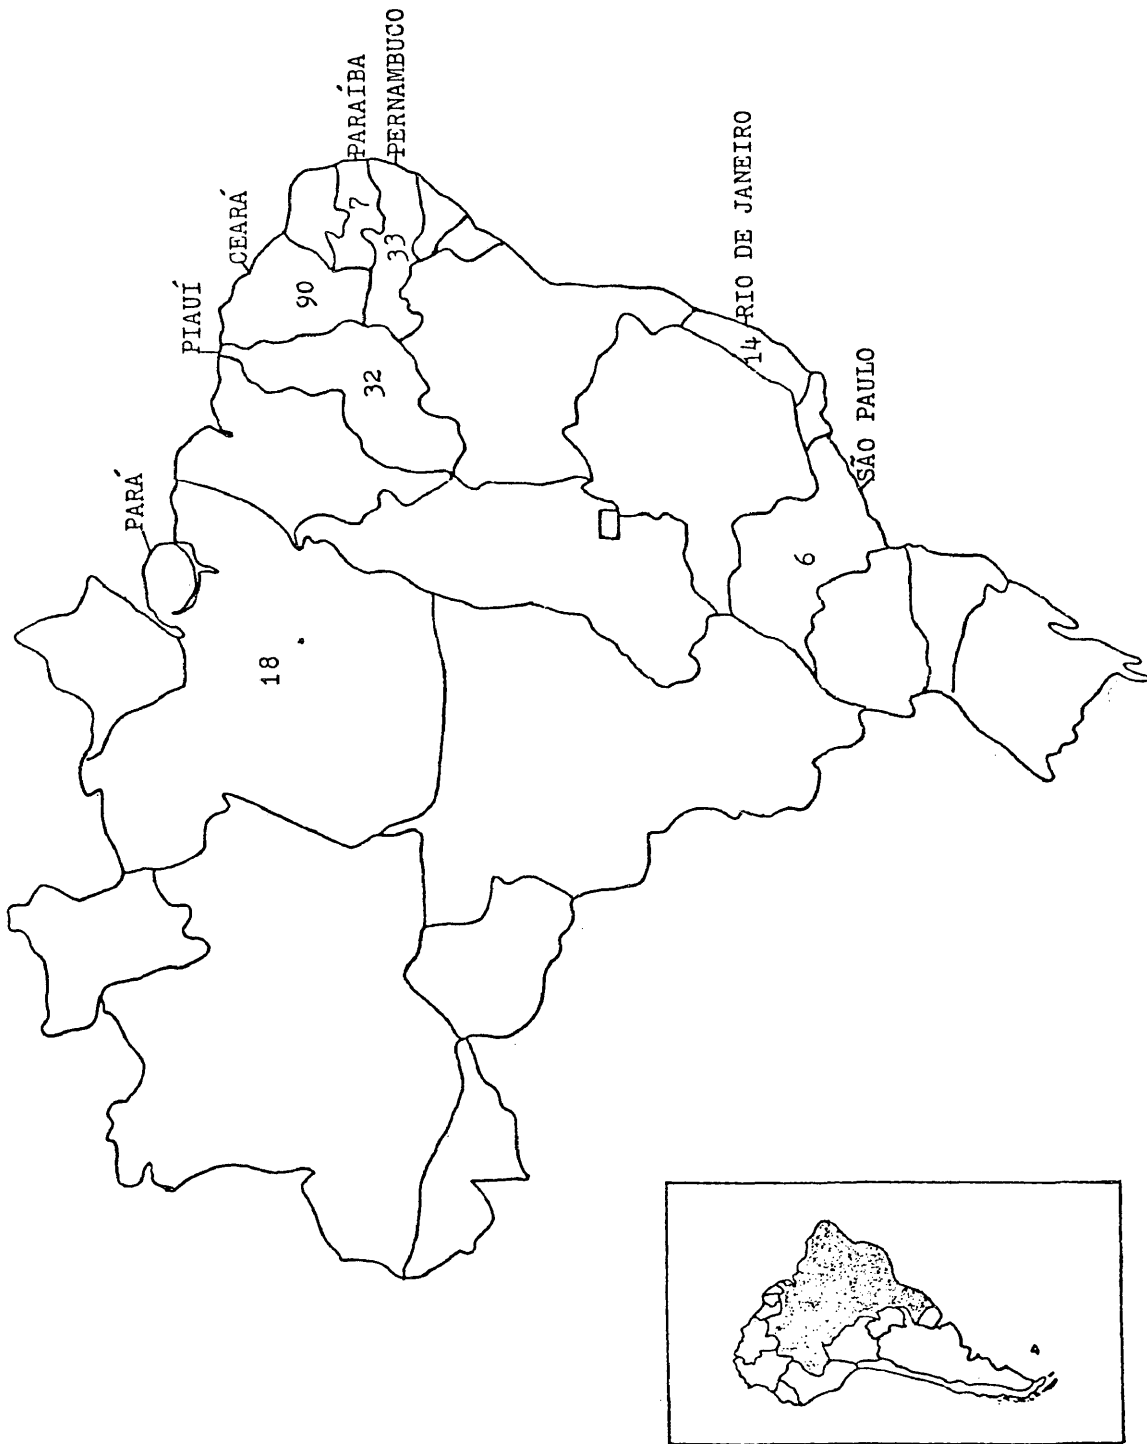 PARÁ
PIAUÍ
CEARÁ
PARAÍBA
PERNAMBUCO
RIO DE JANEIRO
SÃO PAULO
18
32
90
7
33
14
6